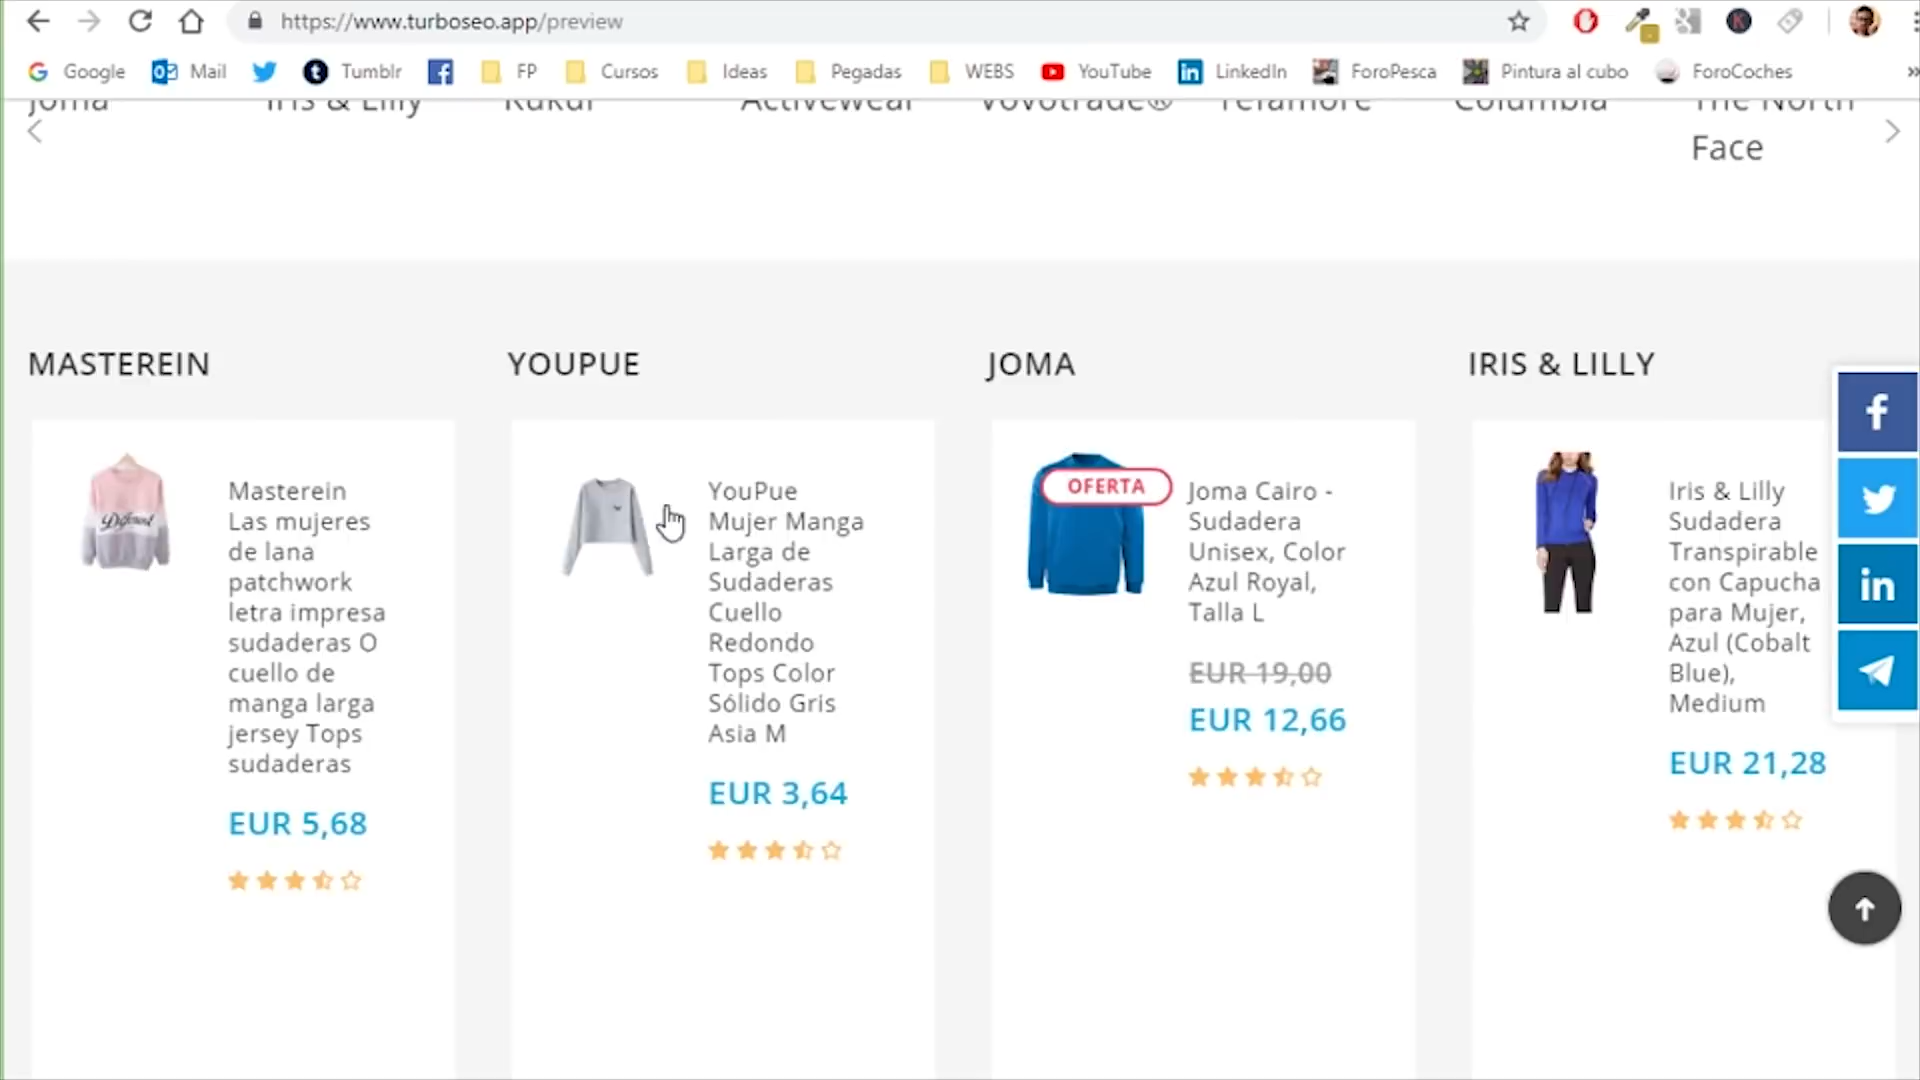 https://www.turboseo.app/preview
Google Mail Tumblr FP Cursos Ideas Pegadas WEBS YouTube LinkedIn ForoPesca Pintura al cubo ForoCoches
Joma Iris & Lilly Kukul Activewear Vovotrade® Teramore Columbia The North
Face
MASTEREIN
Masterein
Las mujeres
de lana
patchwork
letra impresa
sudaderas O
cuello de
manga larga
jersey Tops
sudaderas
EUR 5,68
Different
YOUPUE
YouPue
Mujer Manga
Larga de
Sudaderas
Cuello
Redondo
Tops Color
Sólido Gris
Asia M
EUR 3,64
JOMA
OFERTA
Joma Cairo -
Sudadera
Unisex, Color
Azul Royal,
Talla L
EUR 19,00
EUR 12,66
IRIS & LILLY
Iris & Lilly
Sudadera
Transpirable
con Capucha
para Mujer,
Azul (Cobalt
Blue),
Medium
EUR 21,28